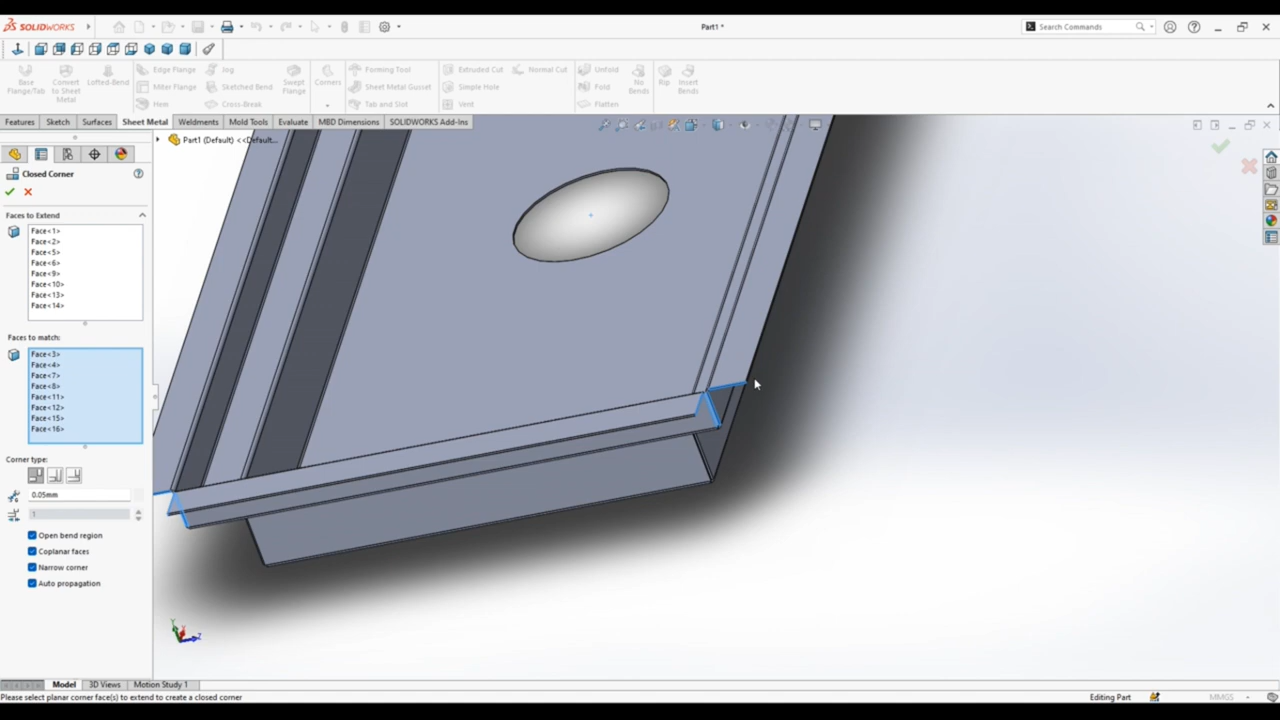 SOLIDWORKS
Part1 *
Search Commands
Base Flange/Tab
Convert to Sheet Metal
Lofted-Bend
Edge Flange
Miter Flange
Hem
Jog
Sketched Bend
Cross-Break
Swept Flange
Corners
Forming Tool
Sheet Metal Gusset
Tab and Slot
Extruded Cut
Simple Hole
Vent
Normal Cut
Unfold
Fold
Flatten
No Bends
Rip
Insert Bends
Features
Sketch
Surfaces
Sheet Metal
Weldments
Mold Tools
Evaluate
MBD Dimensions
SOLIDWORKS Add-Ins
Part1 (Default) <<Default...
Closed Corner
Faces to Extend
Face<1>
Face<2>
Face<5>
Face<6>
Face<9>
Face<10>
Face<13>
Face<14>
Faces to match:
Face<3>
Face<4>
Face<7>
Face<8>
Face<11>
Face<12>
Face<15>
Face<16>
Corner type:
0.05mm
1
Open bend region
Coplanar faces
Narrow corner
Auto propagation
Y
Z
Model
3D Views
Motion Study 1
Please select planar corner face(s) to extend to create a closed corner
Editing Part
MMGS